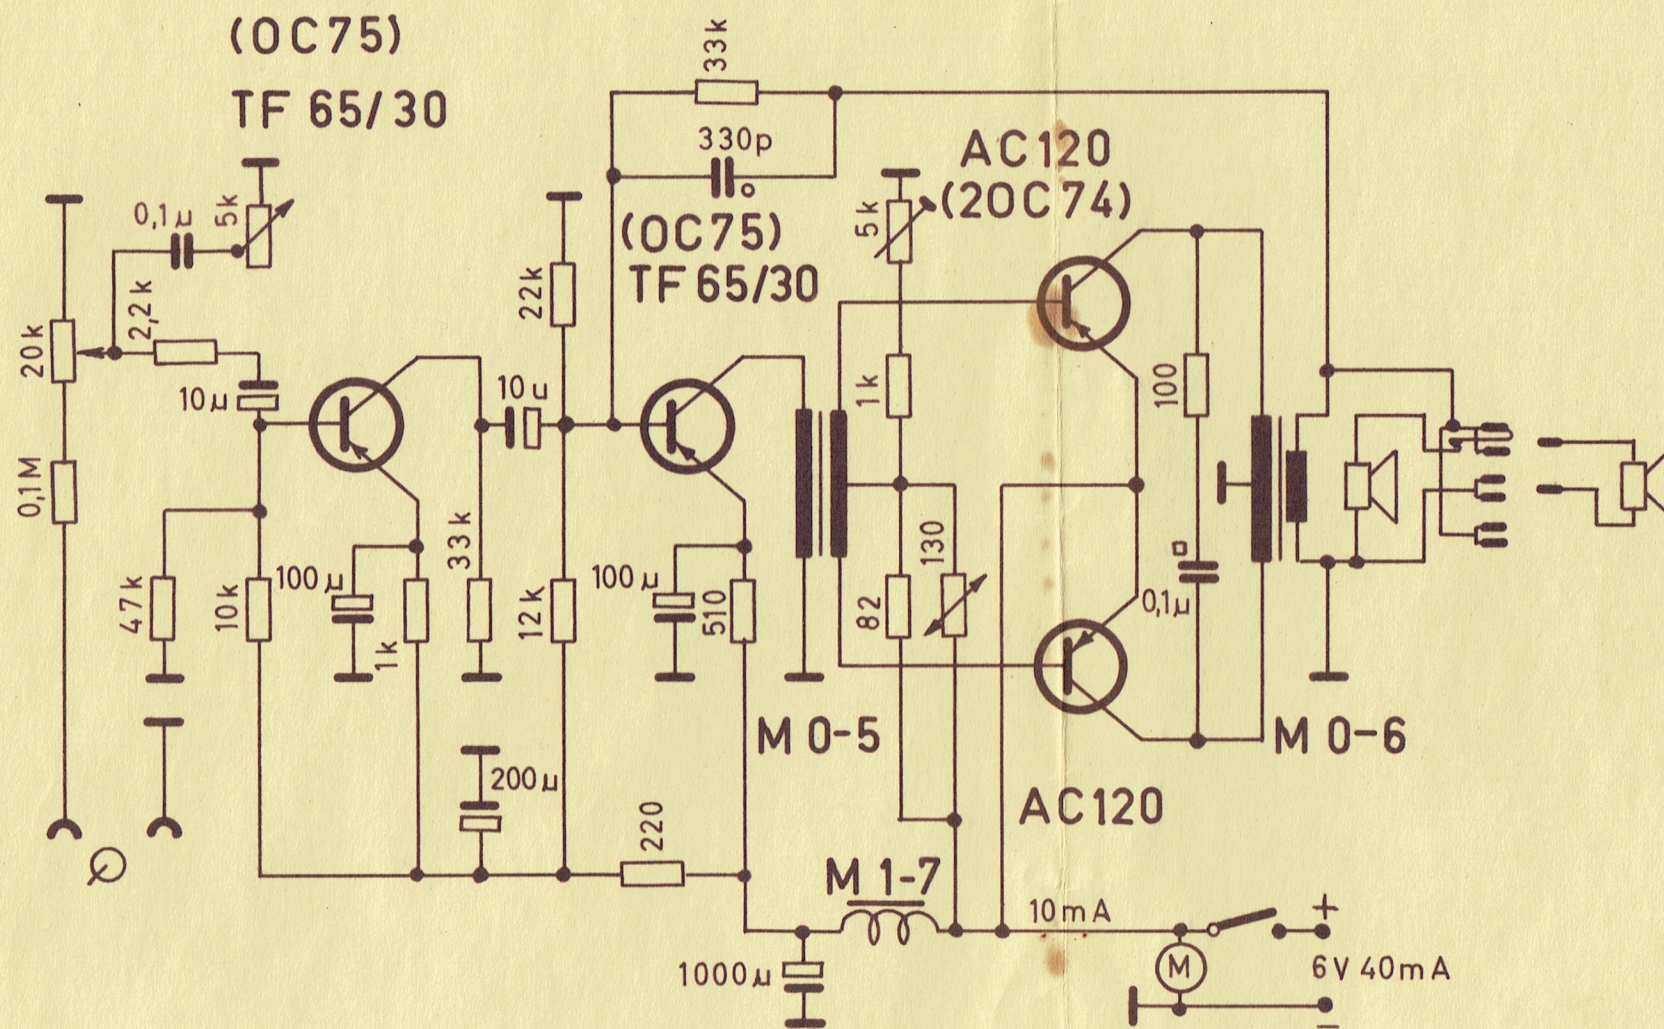 (OC75)
TF 65/30
33k
330p
AC120
(2OC74)
(OC75)
TF 65/30
0,1µ
5k
5k
22k
2,2k
20k
10µ
10µ
1k
100
0,1M
33k
130
47k
10k
100µ
1k
12k
100µ
510
82
0,1µ
M 0-5
M 0-6
200µ
220
AC120
M 1-7
10mA
+
1000µ
M
6V 40mA
-